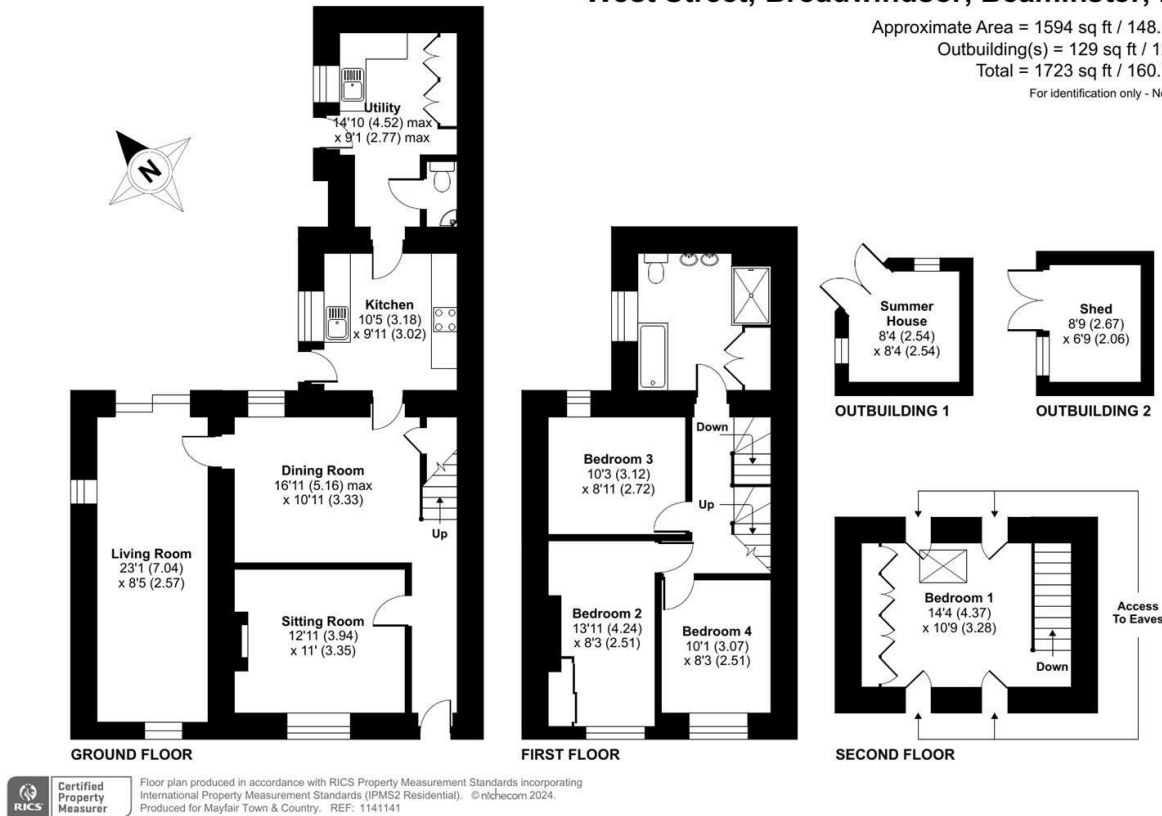 West Street, Broadwindsor, Beaminster,
Approximate Area = 1594 sq ft / 148.
Outbuilding(s) = 129 sq ft / 1
Total = 1723 sq ft / 160.
For identification only - N
N
Utility
14'10 (4.52) max
x 9'1 (2.77) max
Kitchen
10'5 (3.18)
x 9'11 (3.02)
Dining Room
16'11 (5.16) max
x 10'11 (3.33)
Up
Living Room
23'1 (7.04)
x 8'5 (2.57)
Sitting Room
12'11 (3.94)
x 11' (3.35)
GROUND FLOOR
Down
Bedroom 3
10'3 (3.12)
x 8'11 (2.72)
Up
Bedroom 2
13'11 (4.24)
x 8'3 (2.51)
Bedroom 4
10'1 (3.07)
x 8'3 (2.51)
FIRST FLOOR
Summer
House
8'4 (2.54)
x 8'4 (2.54)
OUTBUILDING 1
Shed
8'9 (2.67)
x 6'9 (2.06)
OUTBUILDING 2
Bedroom 1
14'4 (4.37)
x 10'9 (3.28)
Down
Access
To Eaves
SECOND FLOOR
RICS
Certified
Property
Measurer
Floor plan produced in accordance with RICS Property Measurement Standards incorporating
International Property Measurement Standards (IPMS2 Residential). ©nichecom 2024.
Produced for Mayfair Town & Country. REF: 1141141